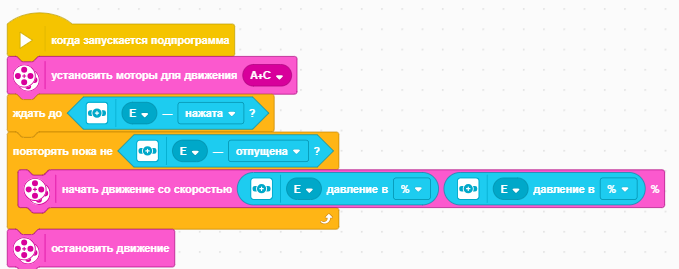 когда запускается подпрограмма
установить моторы для движения A+C
ждать до E — нажата ?
повторять пока не E — отпущена ?
начать движение со скоростью E давление в % E давление в % %
остановить движение